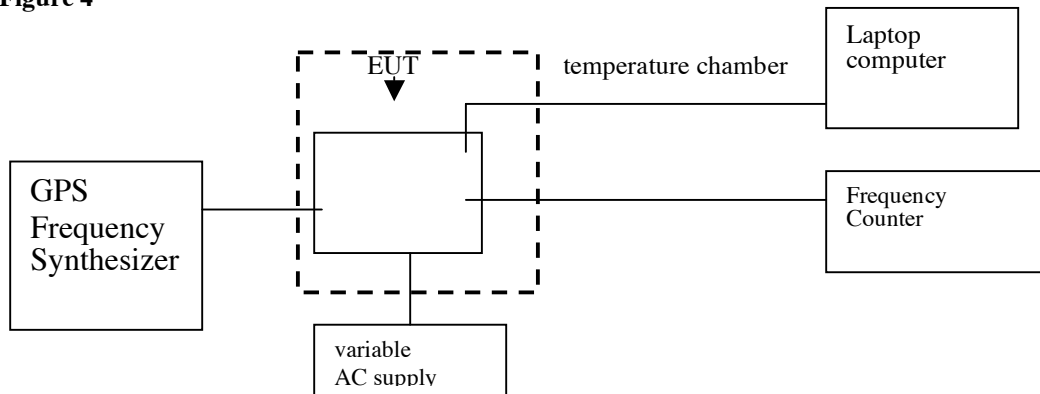 Figure 4
EUT
temperature chamber
Laptop
computer
GPS
Frequency
Synthesizer
Frequency
Counter
variable
AC supply